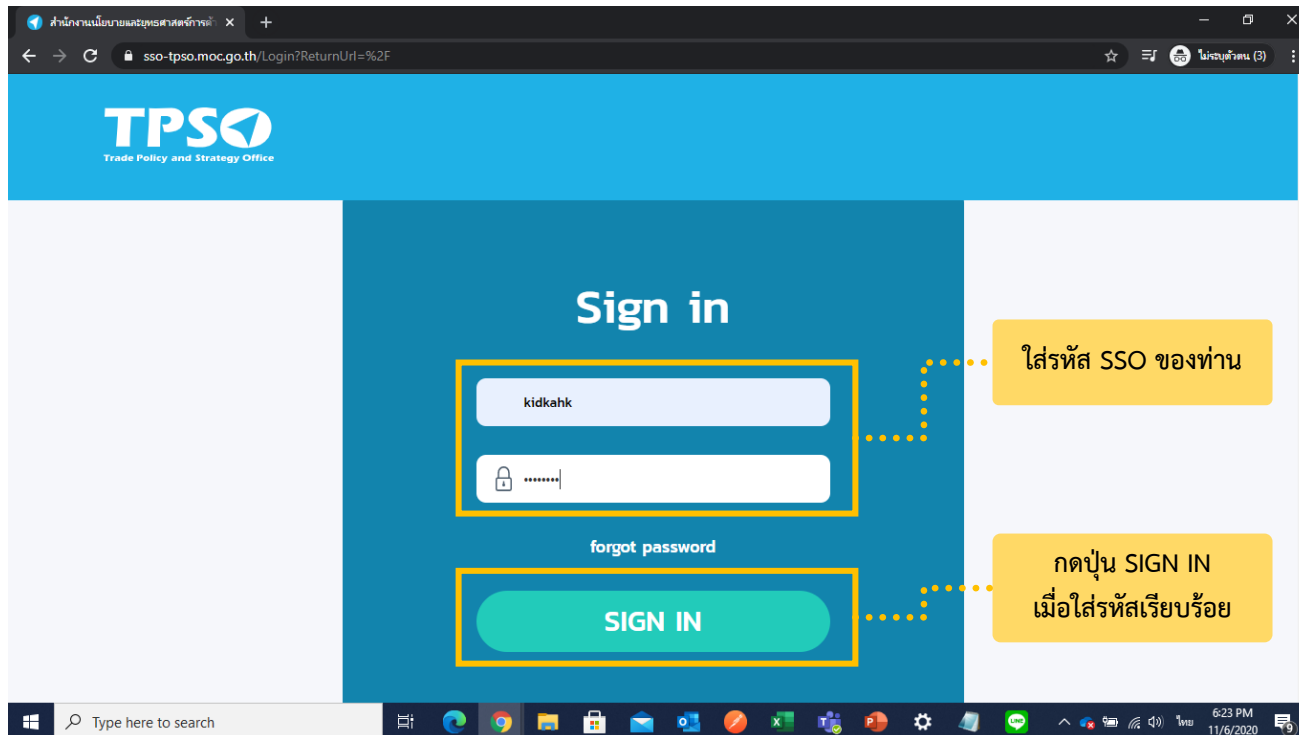 สำนักงานนโยบายและยุทธศาสตร์การค้า
sso-tpso.moc.go.th/Login?ReturnUrl=%2F
ไม่ระบุตัวตน (3)
TPSO
Trade Policy and Strategy Office
Sign in
ใส่รหัส SSO ของท่าน
kidkahk
••••••••
forgot password
กดปุ่ม SIGN IN
เมื่อใส่รหัสเรียบร้อย
SIGN IN
Type here to search
ไทย
6:23 PM
11/6/2020
9